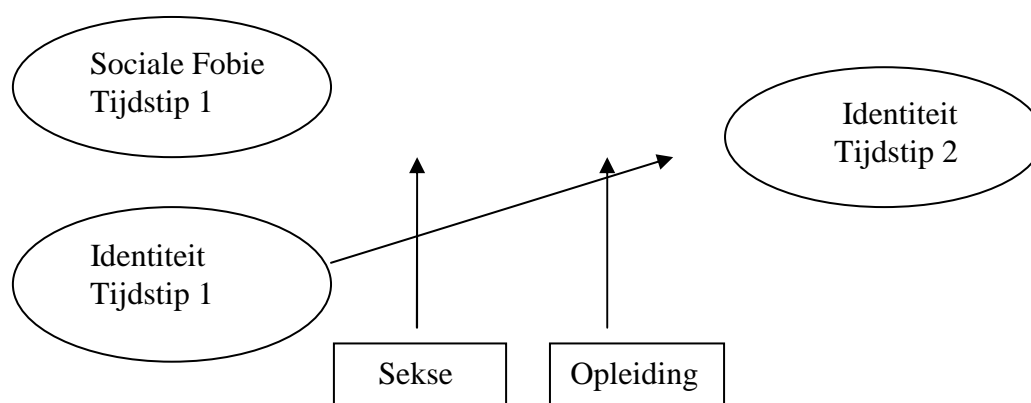 Sociale Fobie
Tijdstip 1
Identiteit
Tijdstip 2
Identiteit
Tijdstip 1
Sekse
Opleiding